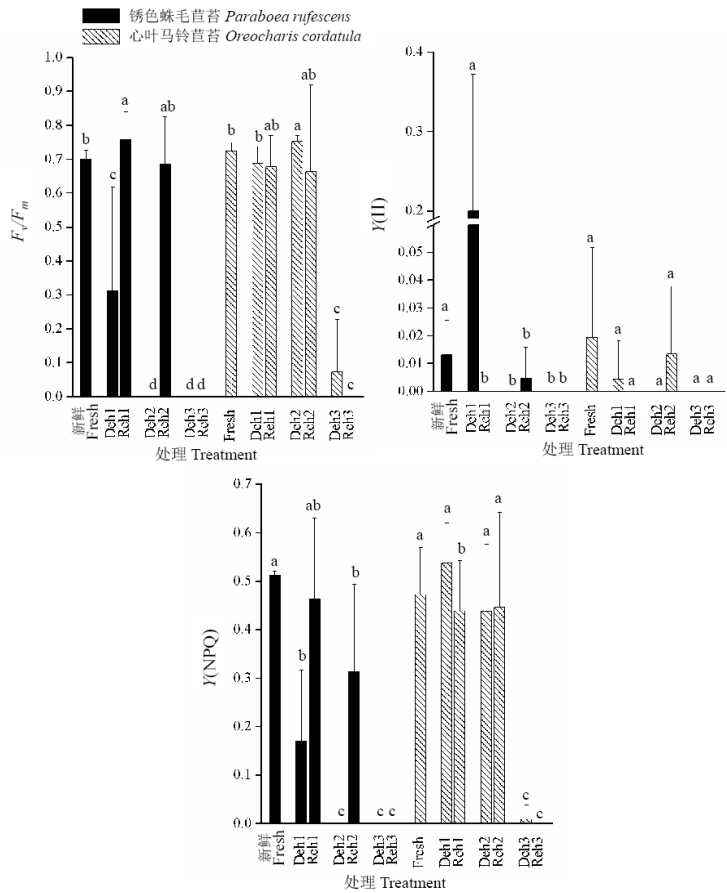 锈色蛛毛苣苔 Paraboea rufescens
心叶马铃苣苔 Oreocharis cordatula
1.0
0.9
0.8
0.7
0.6
0.5
0.4
0.3
0.2
0.1
0.0
Fv/Fm
b
c
a
d
ab
d d
b
b
ab
a
ab
c
c
新鲜
Fresh
Deh1
Reh1
Deh2
Reh2
Deh3
Reh3
Fresh
Deh1
Reh1
Deh2
Reh2
Deh3
Reh3
处理 Treatment
0.4
0.3
0.2
0.05
0.04
0.03
0.02
0.01
0.00
Y(II)
a
a
b
b
b
b b
a
a
a
a
a
a a
新鲜
Fresh
Deh1
Reh1
Deh2
Reh2
Deh3
Reh3
Fresh
Deh1
Reh1
Deh2
Reh2
Deh3
Reh3
处理 Treatment
0.7
0.6
0.5
0.4
0.3
0.2
0.1
0.0
Y(NPQ)
a
b
ab
c
b
c c
a
a
b
a
a
c
c
新鲜
Fresh
Deh1
Reh1
Deh2
Reh2
Deh3
Reh3
Fresh
Deh1
Reh1
Deh2
Reh2
Deh3
Reh3
处理 Treatment